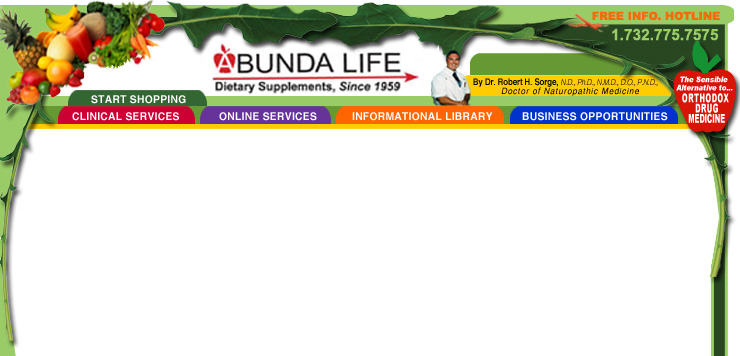 FREE INFO. HOTLINE
1.732.775.7575
ABUNDA LIFE
Dietary Supplements, Since 1959
By Dr. Robert H. Sorge, N.D., Ph.D., N.M.D., D.O., P.N.D.,
Doctor of Naturopathic Medicine
The Sensible
Alternative to...
ORTHODOX
DRUG
MEDICINE
START SHOPPING
CLINICAL SERVICES
ONLINE SERVICES
INFORMATIONAL LIBRARY
BUSINESS OPPORTUNITIES